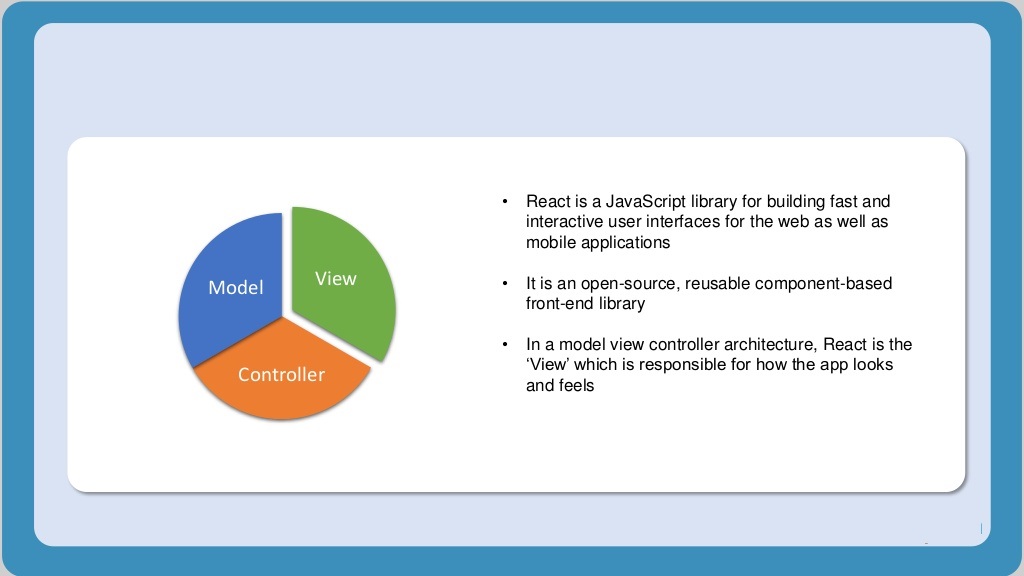 Model
View
Controller
• React is a JavaScript library for building fast and
interactive user interfaces for the web as well as
mobile applications
• It is an open-source, reusable component-based
front-end library
• In a model view controller architecture, React is the
‘View’ which is responsible for how the app looks
and feels